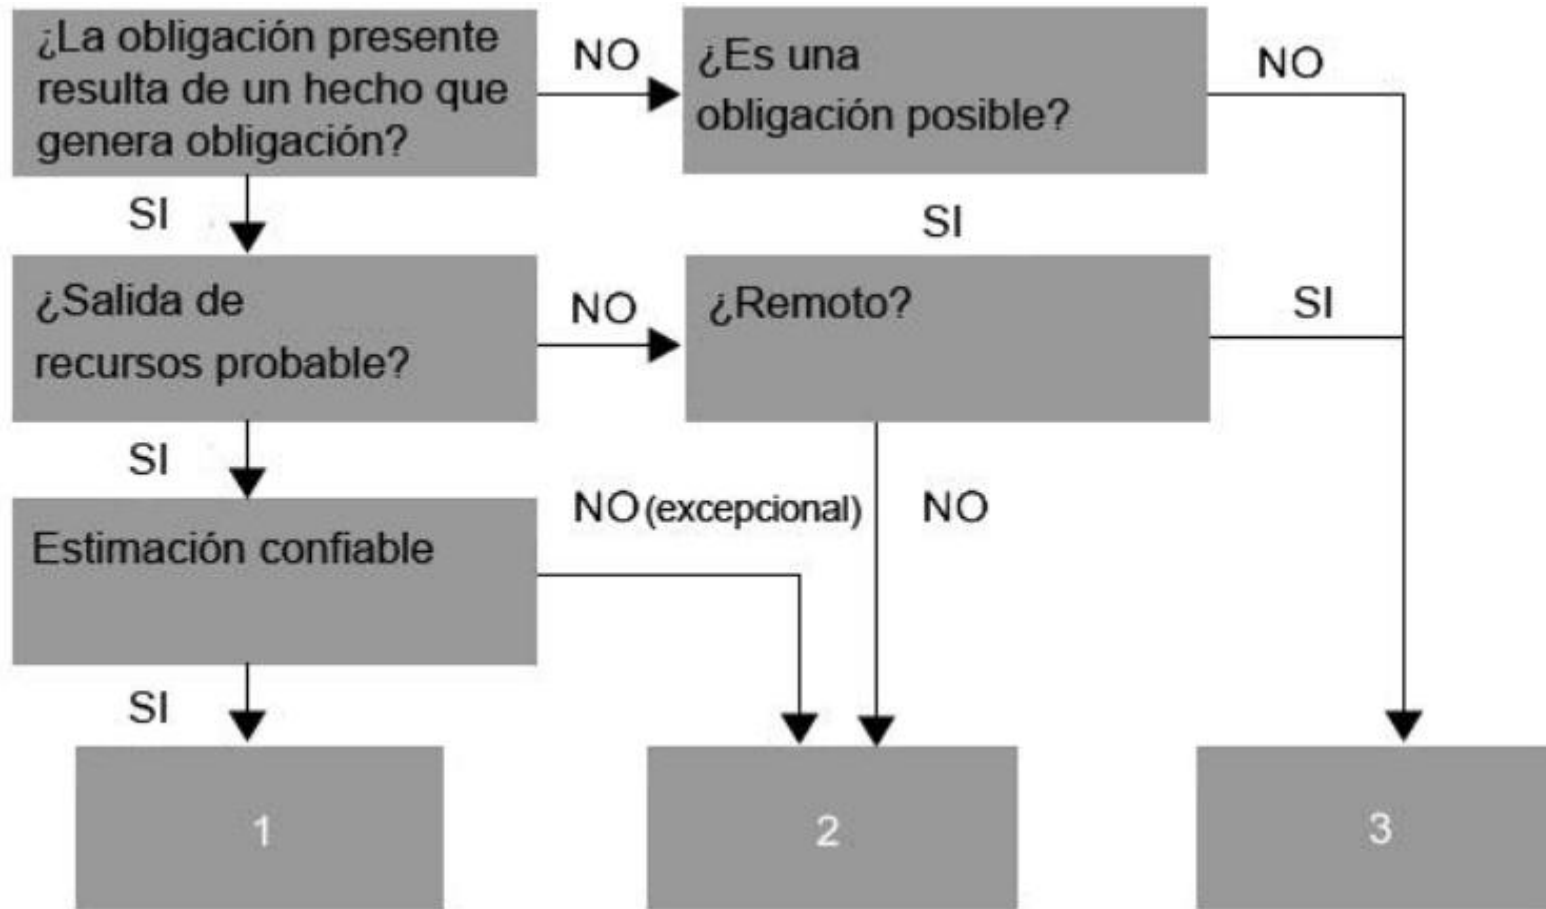 ¿La obligación presente
resulta de un hecho que
genera obligación?
NO
¿Es una
obligación posible?
NO
SI
SI
¿Salida de
recursos probable?
NO
¿Remoto?
SI
SI
NO (excepcional)
NO
Estimación confiable
SI
1
2
3